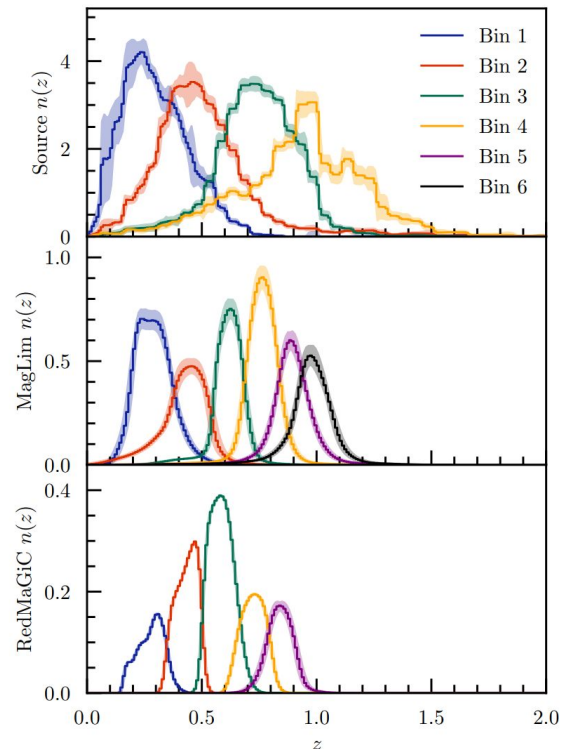 Source n(z)
4
2
0
Bin 1
Bin 2
Bin 3
Bin 4
Bin 5
Bin 6
MagLim n(z)
1.0
0.5
0.0
RedMaGiC n(z)
0.4
0.2
0.0
0.0 0.5 1.0 1.5 2.0
z